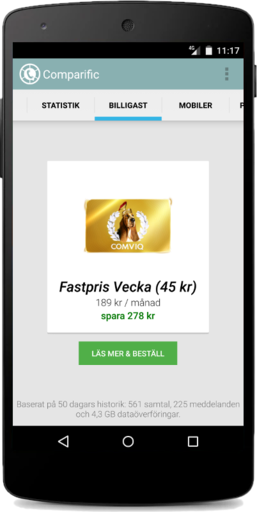 4G 11:17
Comparific
STATISTIK BILLIGAST MOBILER
COMVIQ
Fastpris Vecka (45 kr)
189 kr / månad
spara 278 kr
LÄS MER & BESTÄLL
Baserat på 50 dagars historik: 561 samtal, 225 meddelanden
och 4,3 GB dataöverföringar.